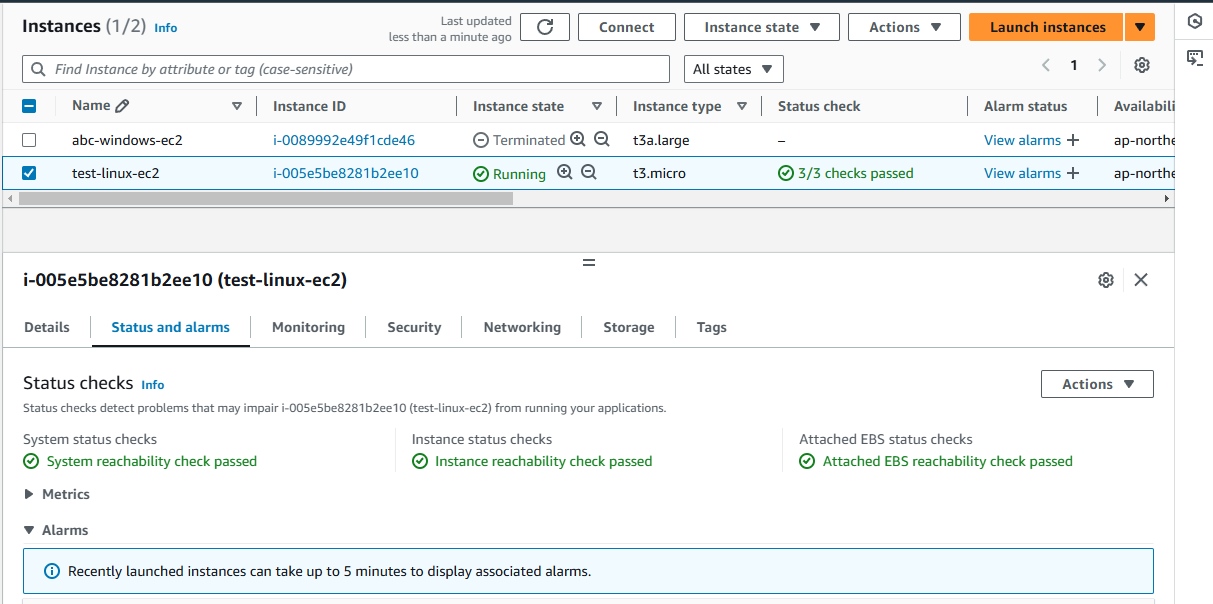 Instances (1/2) Info
Last updated
less than a minute ago
Connect
Instance state
Actions
Launch instances
Find Instance by attribute or tag (case-sensitive)
All states
1
Name Instance ID Instance state Instance type Status check Alarm status Availabili
abc-windows-ec2 i-0089992e49f1cde46 Terminated t3a.large – View alarms + ap-northe
test-linux-ec2 i-005e5be8281b2ee10 Running t3.micro 3/3 checks passed View alarms + ap-northe
i-005e5be8281b2ee10 (test-linux-ec2)
Details Status and alarms Monitoring Security Networking Storage Tags
Status checks Info
Actions
Status checks detect problems that may impair i-005e5be8281b2ee10 (test-linux-ec2) from running your applications.
System status checks Instance status checks Attached EBS status checks
System reachability check passed Instance reachability check passed Attached EBS reachability check passed
Metrics
Alarms
Recently launched instances can take up to 5 minutes to display associated alarms.